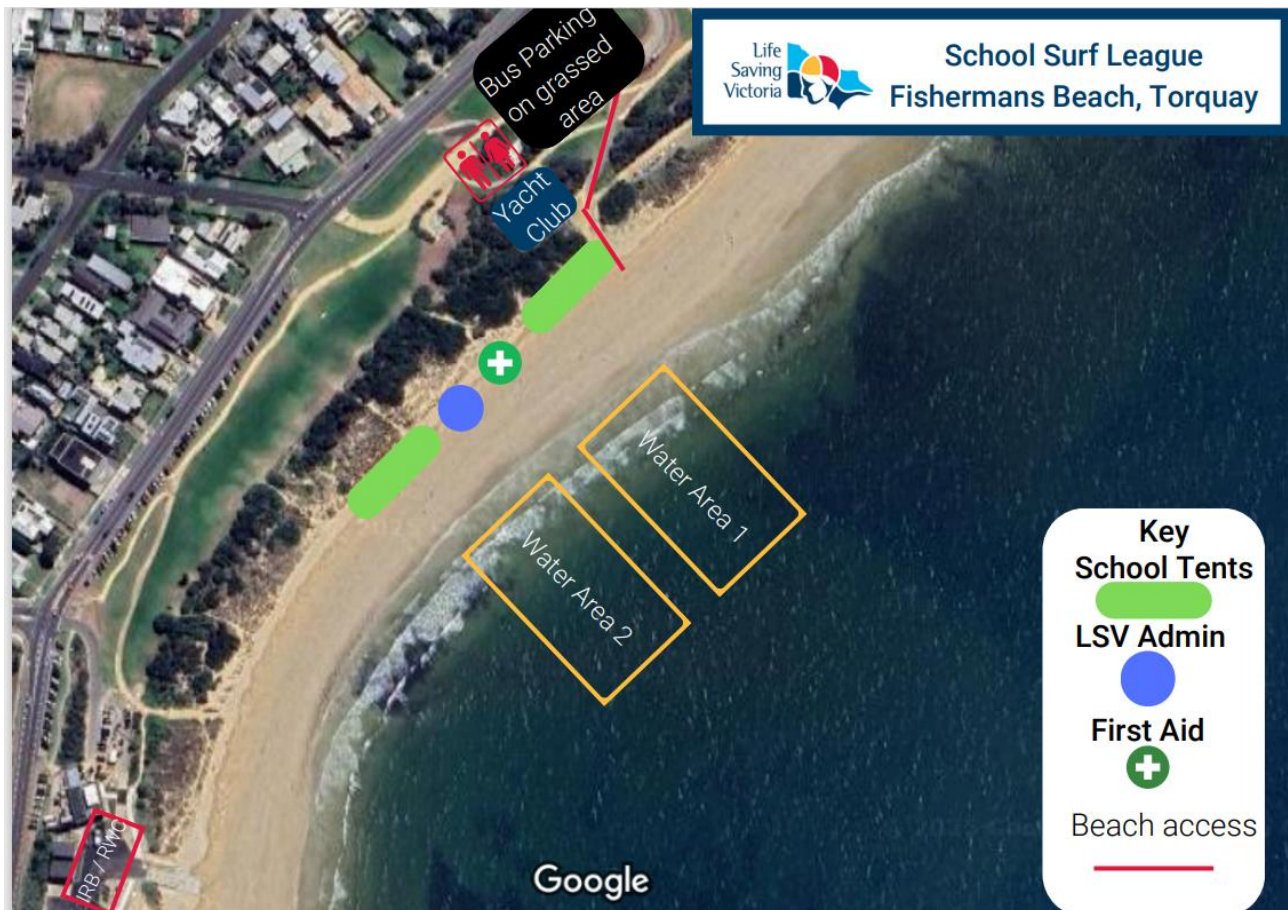 Life
Saving
Victoria
School Surf League
Fishermans Beach, Torquay
Bus Parking
on grassed
area
Yacht
Club
Water Area 1
Water Area 2
IRB / RWC
Key
School Tents
LSV Admin
First Aid
Beach access
Google